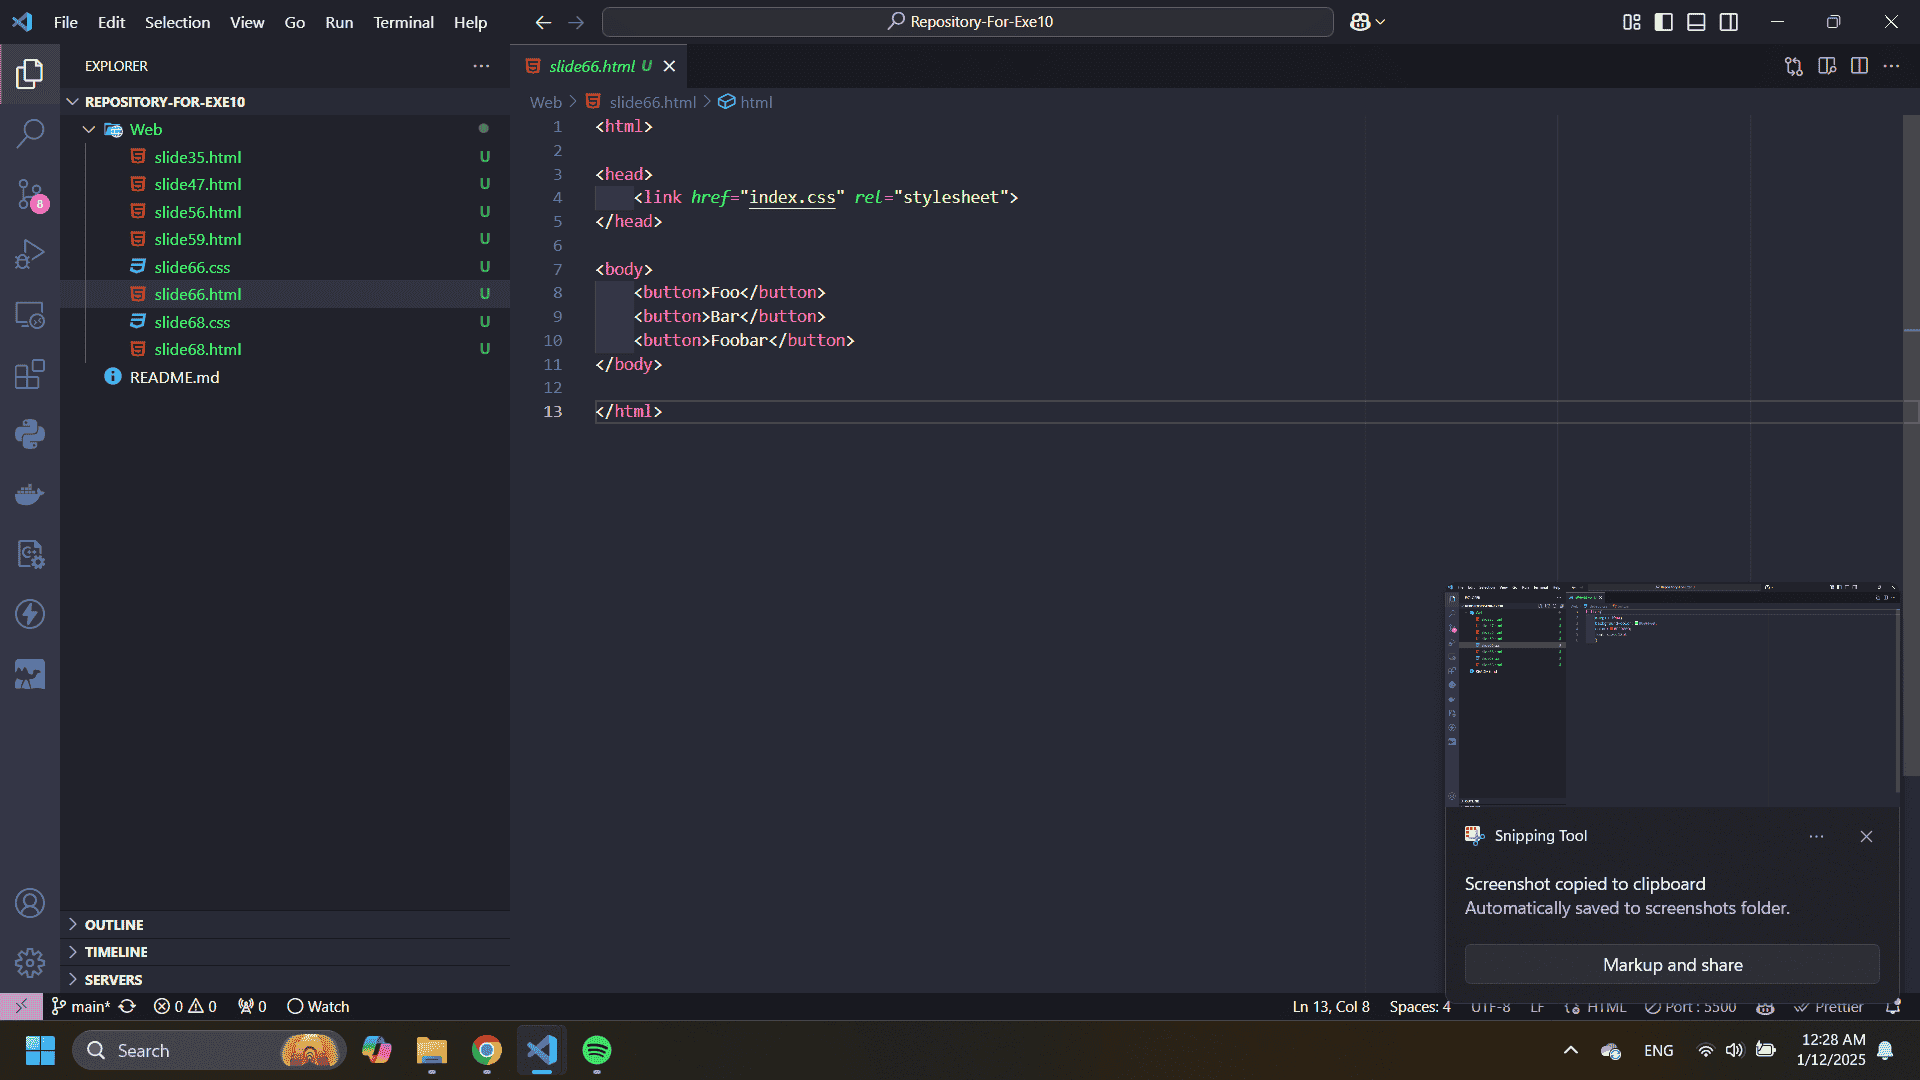 File Edit Selection View Go Run Terminal Help
Repository-For-Exe10
EXPLORER
REPOSITORY-FOR-EXE10
Web
slide35.html U
slide47.html U
slide56.html U
slide59.html U
slide66.css U
slide66.html U
slide68.css U
slide68.html U
README.md
8
OUTLINE
TIMELINE
SERVERS
slide66.html U
Web > slide66.html > html
1 <html>
2
3 <head>
4 <link href="index.css" rel="stylesheet">
5 </head>
6
7 <body>
8 <button>Foo</button>
9 <button>Bar</button>
10 <button>Foobar</button>
11 </body>
12
13 </html>
Snipping Tool
Screenshot copied to clipboard
Automatically saved to screenshots folder.
Markup and share
main* 0 0 0 Watch
Ln 13, Col 8 Spaces: 4 UTF-8 LF HTML Port : 5500 Prettier
Search
ENG
12:28 AM
1/12/2025